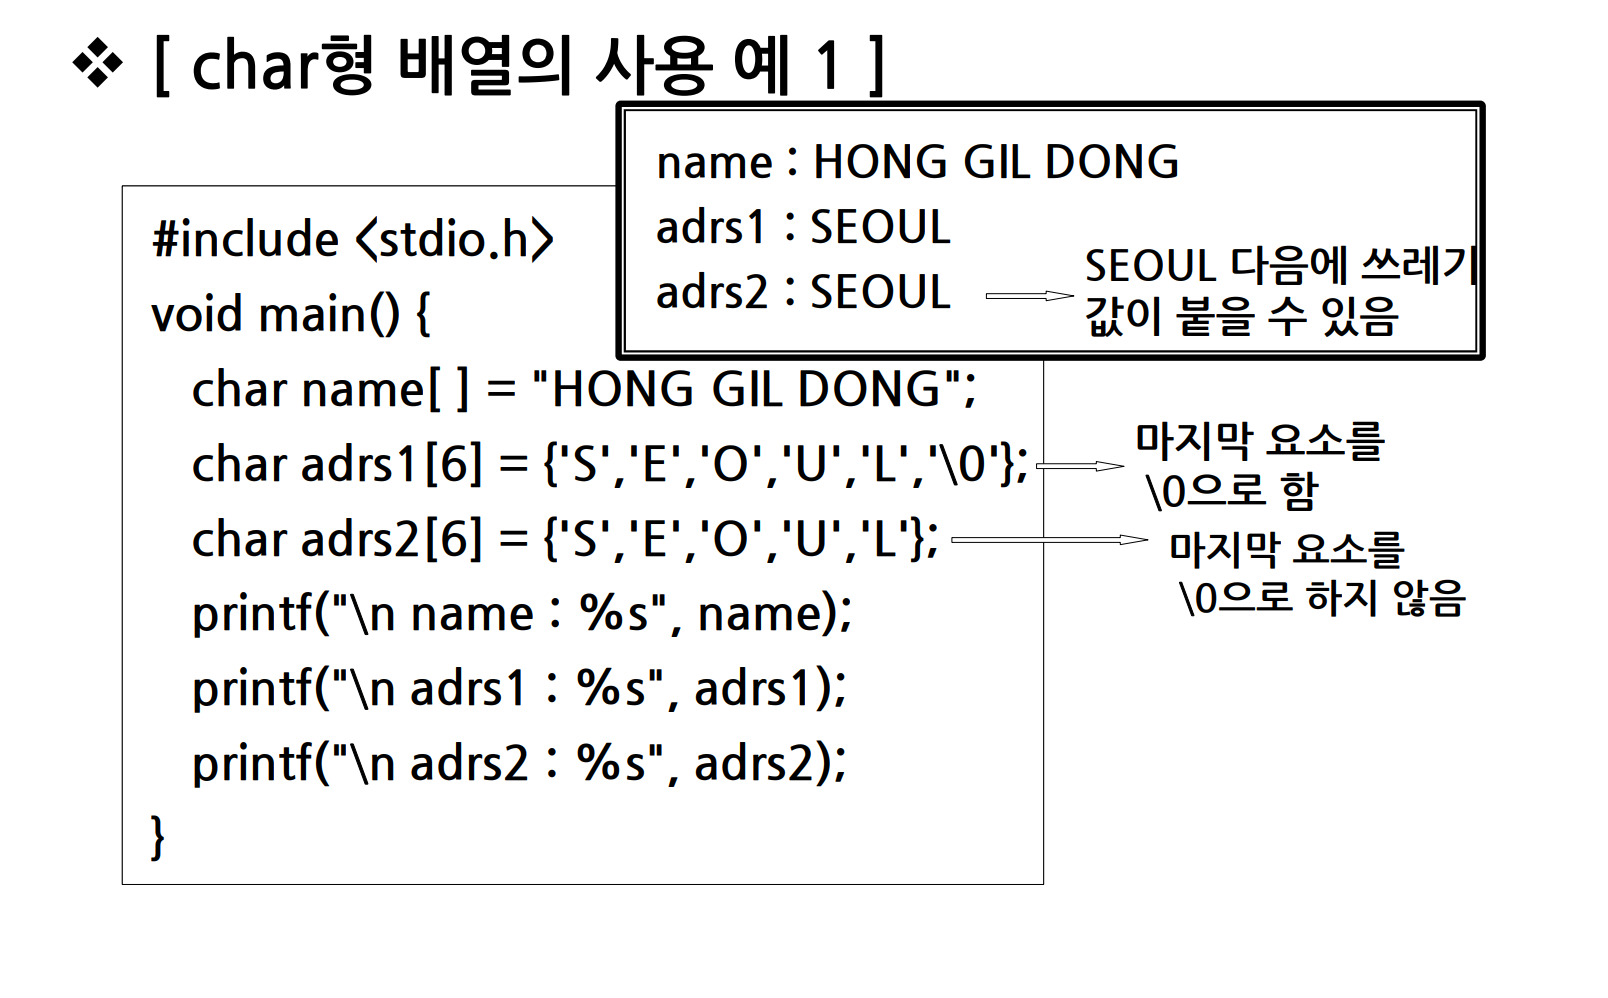 ❖ [ char형 배열의 사용 예 1 ]
name : HONG GIL DONG
adrs1 : SEOUL
adrs2 : SEOUL
SEOUL 다음에 쓰레기
값이 붙을 수 있음
#include <stdio.h>
void main() {
char name[ ] = "HONG GIL DONG";
char adrs1[6] = {'S','E','O','U','L','\0'};
마지막 요소를
\0으로 함
char adrs2[6] = {'S','E','O','U','L'};
마지막 요소를
\0으로 하지 않음
printf("\n name : %s", name);
printf("\n adrs1 : %s", adrs1);
printf("\n adrs2 : %s", adrs2);
}